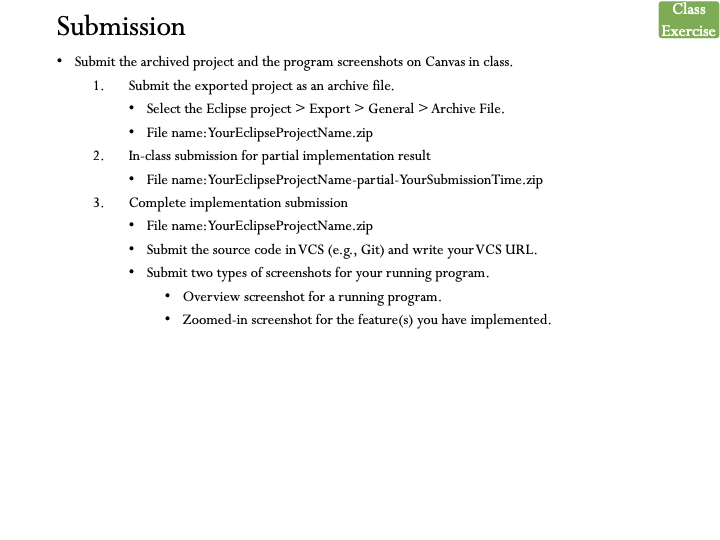 Submission
Class
Exercise
• Submit the archived project and the program screenshots on Canvas in class.
1. Submit the exported project as an archive file.
• Select the Eclipse project > Export > General > Archive File.
• File name: YourEclipseProjectName.zip
2. In-class submission for partial implementation result
• File name: YourEclipseProjectName-partial-YourSubmissionTime.zip
3. Complete implementation submission
• File name: YourEclipseProjectName.zip
• Submit the source code in VCS (e.g., Git) and write your VCS URL.
• Submit two types of screenshots for your running program.
• Overview screenshot for a running program.
• Zoomed-in screenshot for the feature(s) you have implemented.